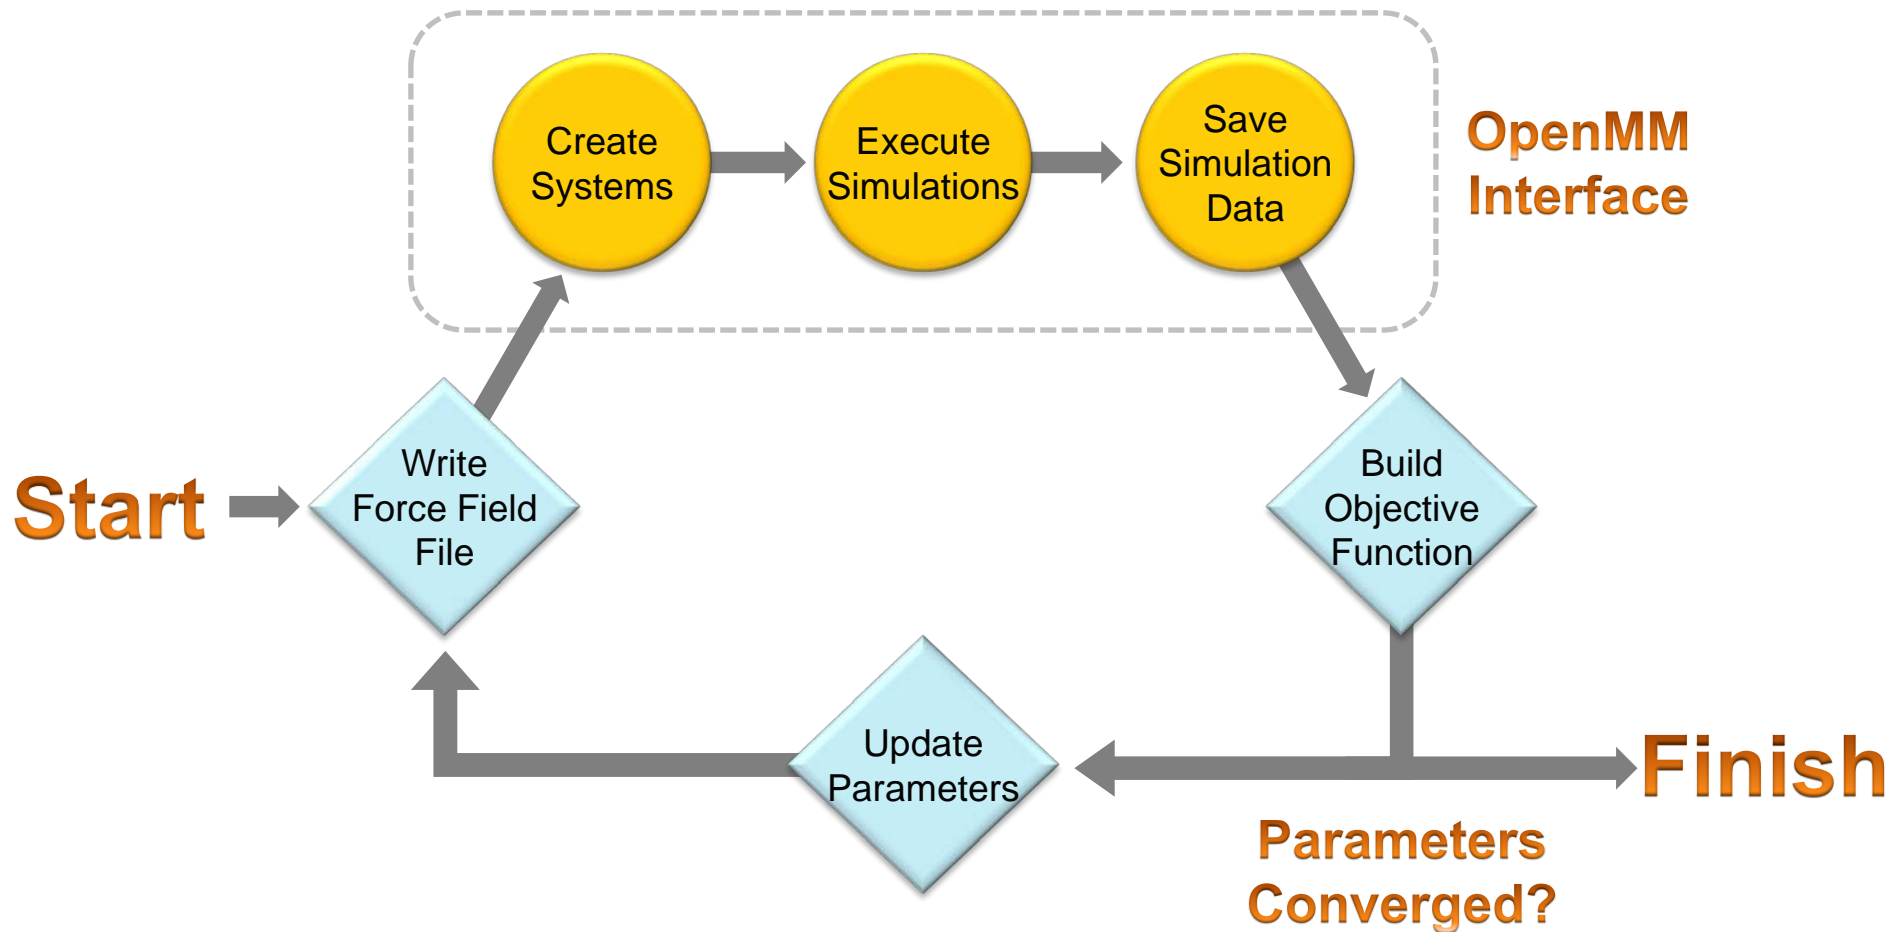 Create
Systems
Execute
Simulations
Save
Simulation
Data
OpenMM
Interface
Start
Write
Force Field
File
Build
Objective
Function
Update
Parameters
Finish
Parameters
Converged?